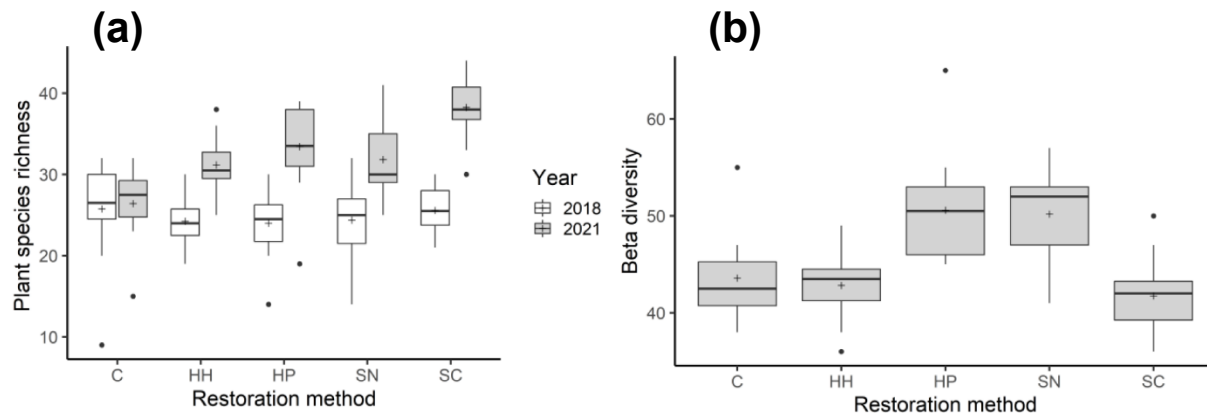 (a)
Plant species richness
40
30
20
10
C HH HP SN SC
Restoration method
Year
2018
2021
(b)
Beta diversity
60
50
40
C HH HP SN SC
Restoration method